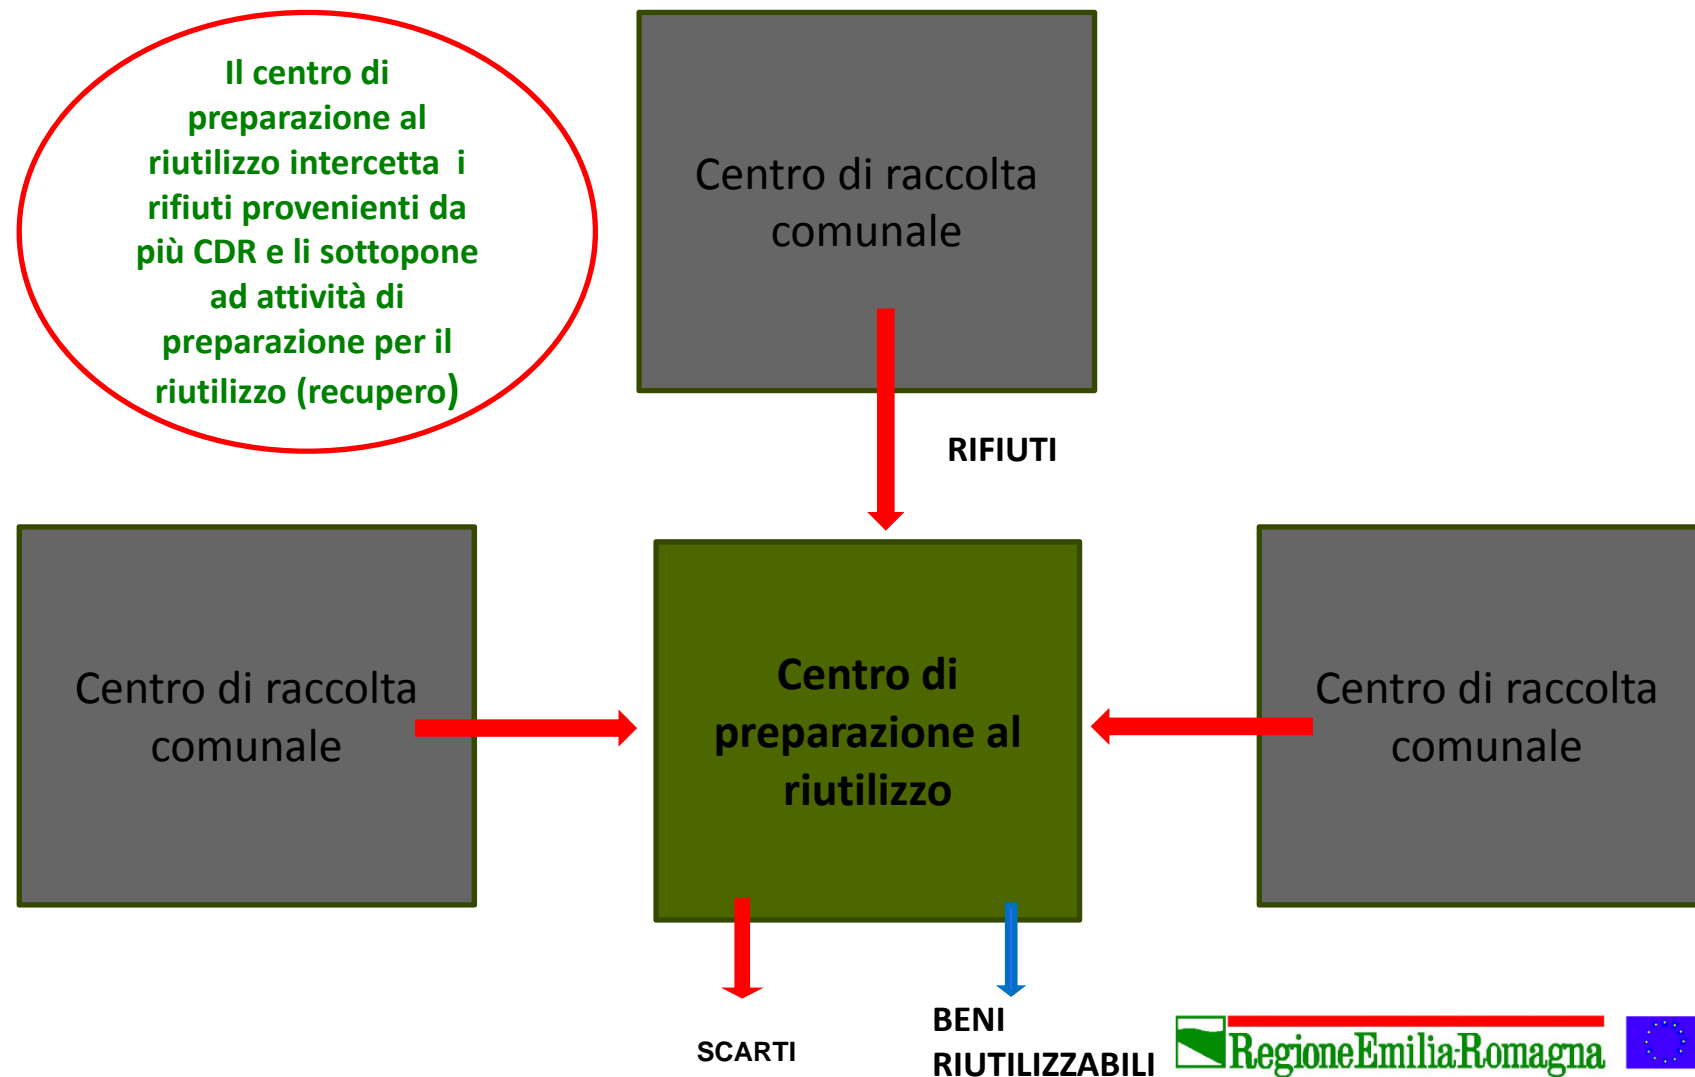 Il centro di
preparazione al
riutilizzo intercetta i
rifiuti provenienti da
più CDR e li sottopone
ad attività di
preparazione per il
riutilizzo (recupero)
Centro di raccolta
comunale
RIFIUTI
Centro di raccolta
comunale
Centro di
preparazione al
riutilizzo
Centro di raccolta
comunale
SCARTI
BENI
RIUTILIZZABILI
RegioneEmilia-Romagna